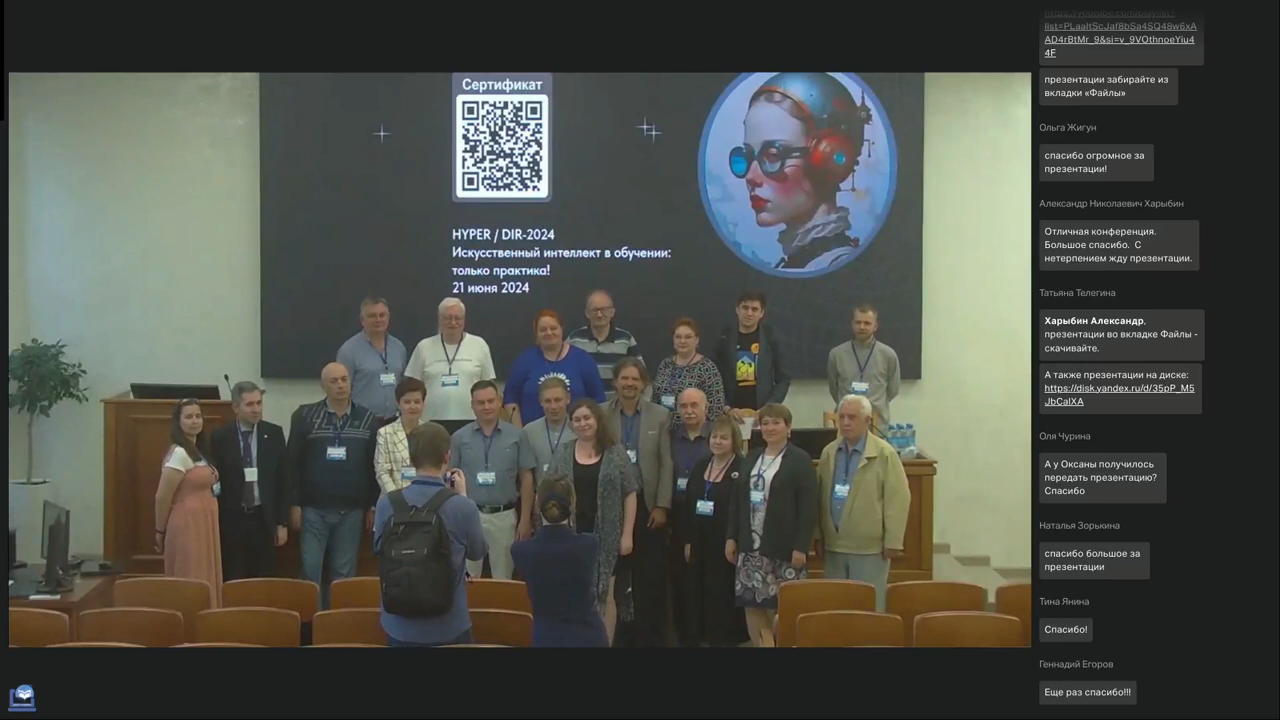 Сертификат
HYPER / DIR-2024
Искусственный интеллект в обучении:
только практика!
21 июня 2024
list=PLaaltScJaf8bSa4SQ48w6xA
AD4rBtMr_9&si=v_9VOthnoeYiu4
4F
презентации забирайте из
вкладки «Файлы»
Ольга Жигун
спасибо огромное за
презентации!
Александр Николаевич Харыбин
Отличная конференция.
Большое спасибо. С
нетерпением жду презентации.
Татьяна Телегина
Харыбин Александр,
презентации во вкладке Файлы -
скачивайте.
А также презентации на диске:
https://disk.yandex.ru/d/35pP_M5
JbCalXA
Оля Чурина
А у Оксаны получилось
передать презентацию?
Спасибо
Наталья Зорькина
спасибо большое за
презентации
Тина Янина
Спасибо!
Геннадий Егоров
Еще раз спасибо!!!